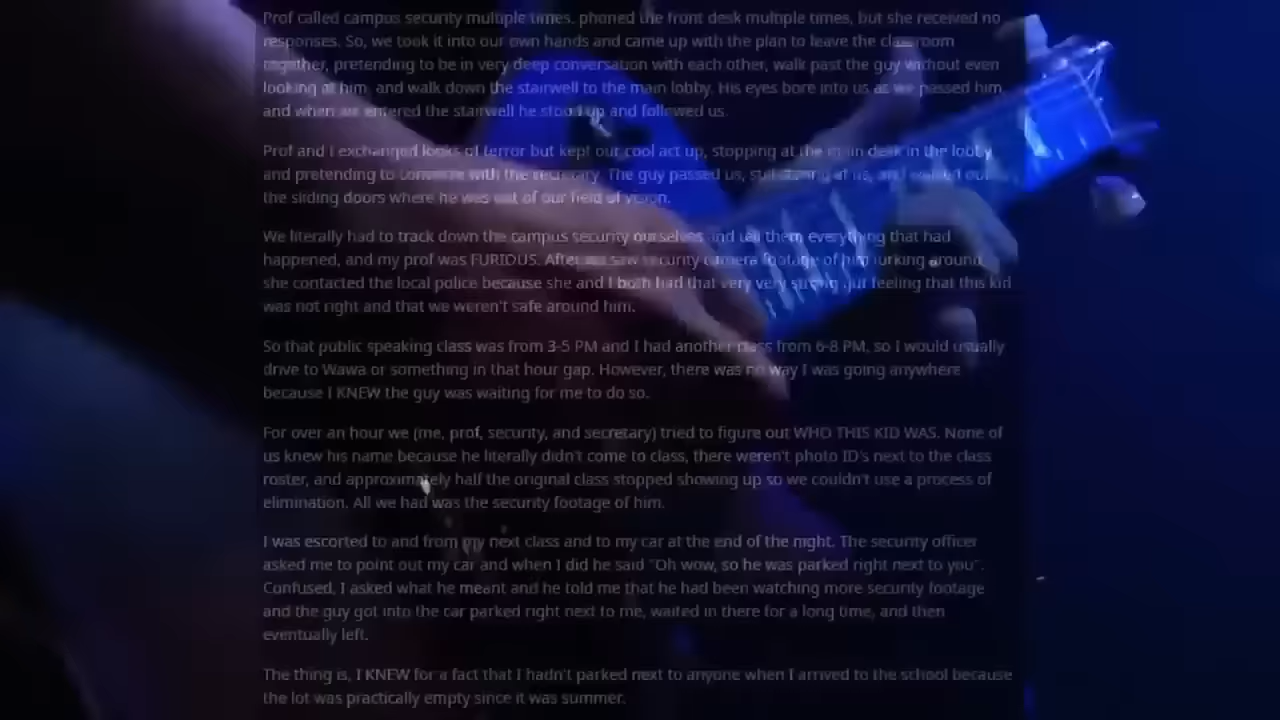 Prof called campus security multiple times, phoned the front desk multiple times, but she received no
responses. So, we took it into our own hands and came up with the plan to leave the classroom
together, pretending to be in very deep conversation with each other, walk past the guy without even
looking at him, and walk down the stairwell to the main lobby. His eyes bore into us as we passed him,
and when we entered the stairwell he stood up and followed us.
Prof and I exchanged looks of terror but kept our cool act up, stopping at the main desk in the lobby
and pretending to converse with the secretary. The guy passed us, still staring at us, and walked out
the sliding doors where he was out of our field of vision.
We literally had to track down the campus security ourselves and tell them everything that had
happened, and my prof was FURIOUS. After we saw security camera footage of him lurking around,
she contacted the local police because she and I both had that very very strong gut feeling that this kid
was not right and that we weren't safe around him.
So that public speaking class was from 3-5 PM and I had another class from 6-8 PM, so I would usually
drive to Wawa or something in that hour gap. However, there was no way I was going anywhere
because I KNEW the guy was waiting for me to do so.
For over an hour we (me, prof, security, and secretary) tried to figure out WHO THIS KID WAS. None of
us knew his name because he literally didn't come to class, there weren't photo ID's next to the class
roster, and approximately half the original class stopped showing up so we couldn't use a process of
elimination. All we had was the security footage of him.
I was escorted to and from my next class and to my car at the end of the night. The security officer
asked me to point out my car and when I did he said "Oh wow, so he was parked right next to you".
Confused, I asked what he meant and he told me that he had been watching more security footage
and the guy got into the car parked right next to me, waited in there for a long time, and then
eventually left.
The thing is, I KNEW for a fact that I hadn't parked next to anyone when I arrived to the school because
the lot was practically empty since it was summer.